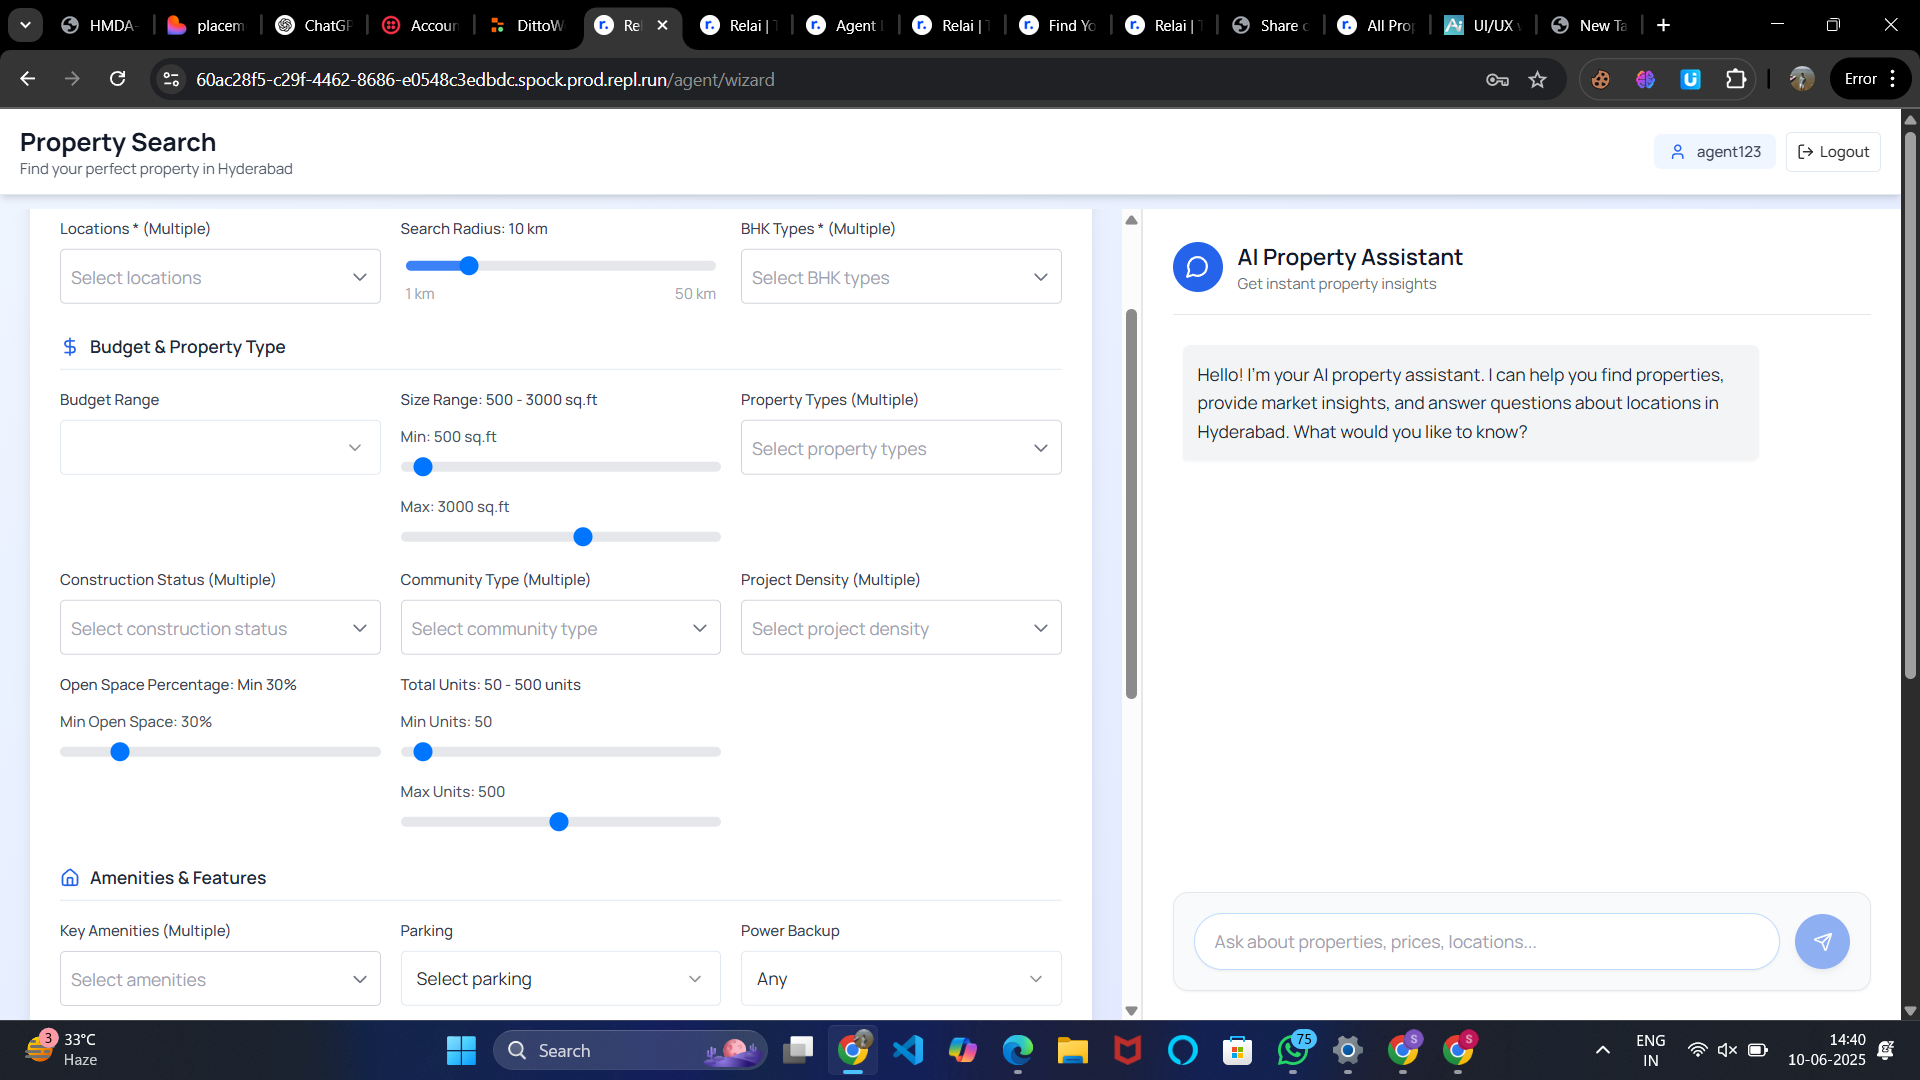 HMDA-
placem
ChatGP
Accoun
DittoW
Rel
Relai | T
Agent L
Relai | T
Find Yo
Relai | T
Share c
All Prop
UI/UX v
New Ta
60ac28f5-c29f-4462-8686-e0548c3edbdc.spock.prod.repl.run/agent/wizard
Error
Property Search
Find your perfect property in Hyderabad
agent123
Logout
Locations * (Multiple)
Search Radius: 10 km
BHK Types * (Multiple)
Select locations
Select BHK types
1 km
50 km
Budget & Property Type
Budget Range
Size Range: 500 - 3000 sq.ft
Property Types (Multiple)
Min: 500 sq.ft
Select property types
Max: 3000 sq.ft
Construction Status (Multiple)
Community Type (Multiple)
Project Density (Multiple)
Select construction status
Select community type
Select project density
Open Space Percentage: Min 30%
Total Units: 50 - 500 units
Min Open Space: 30%
Min Units: 50
Max Units: 500
Amenities & Features
Key Amenities (Multiple)
Parking
Power Backup
Select amenities
Select parking
Any
AI Property Assistant
Get instant property insights
Hello! I'm your AI property assistant. I can help you find properties,
provide market insights, and answer questions about locations in
Hyderabad. What would you like to know?
Ask about properties, prices, locations...
3
33°C
Haze
Search
75
S
S
ENG
IN
14:40
10-06-2025